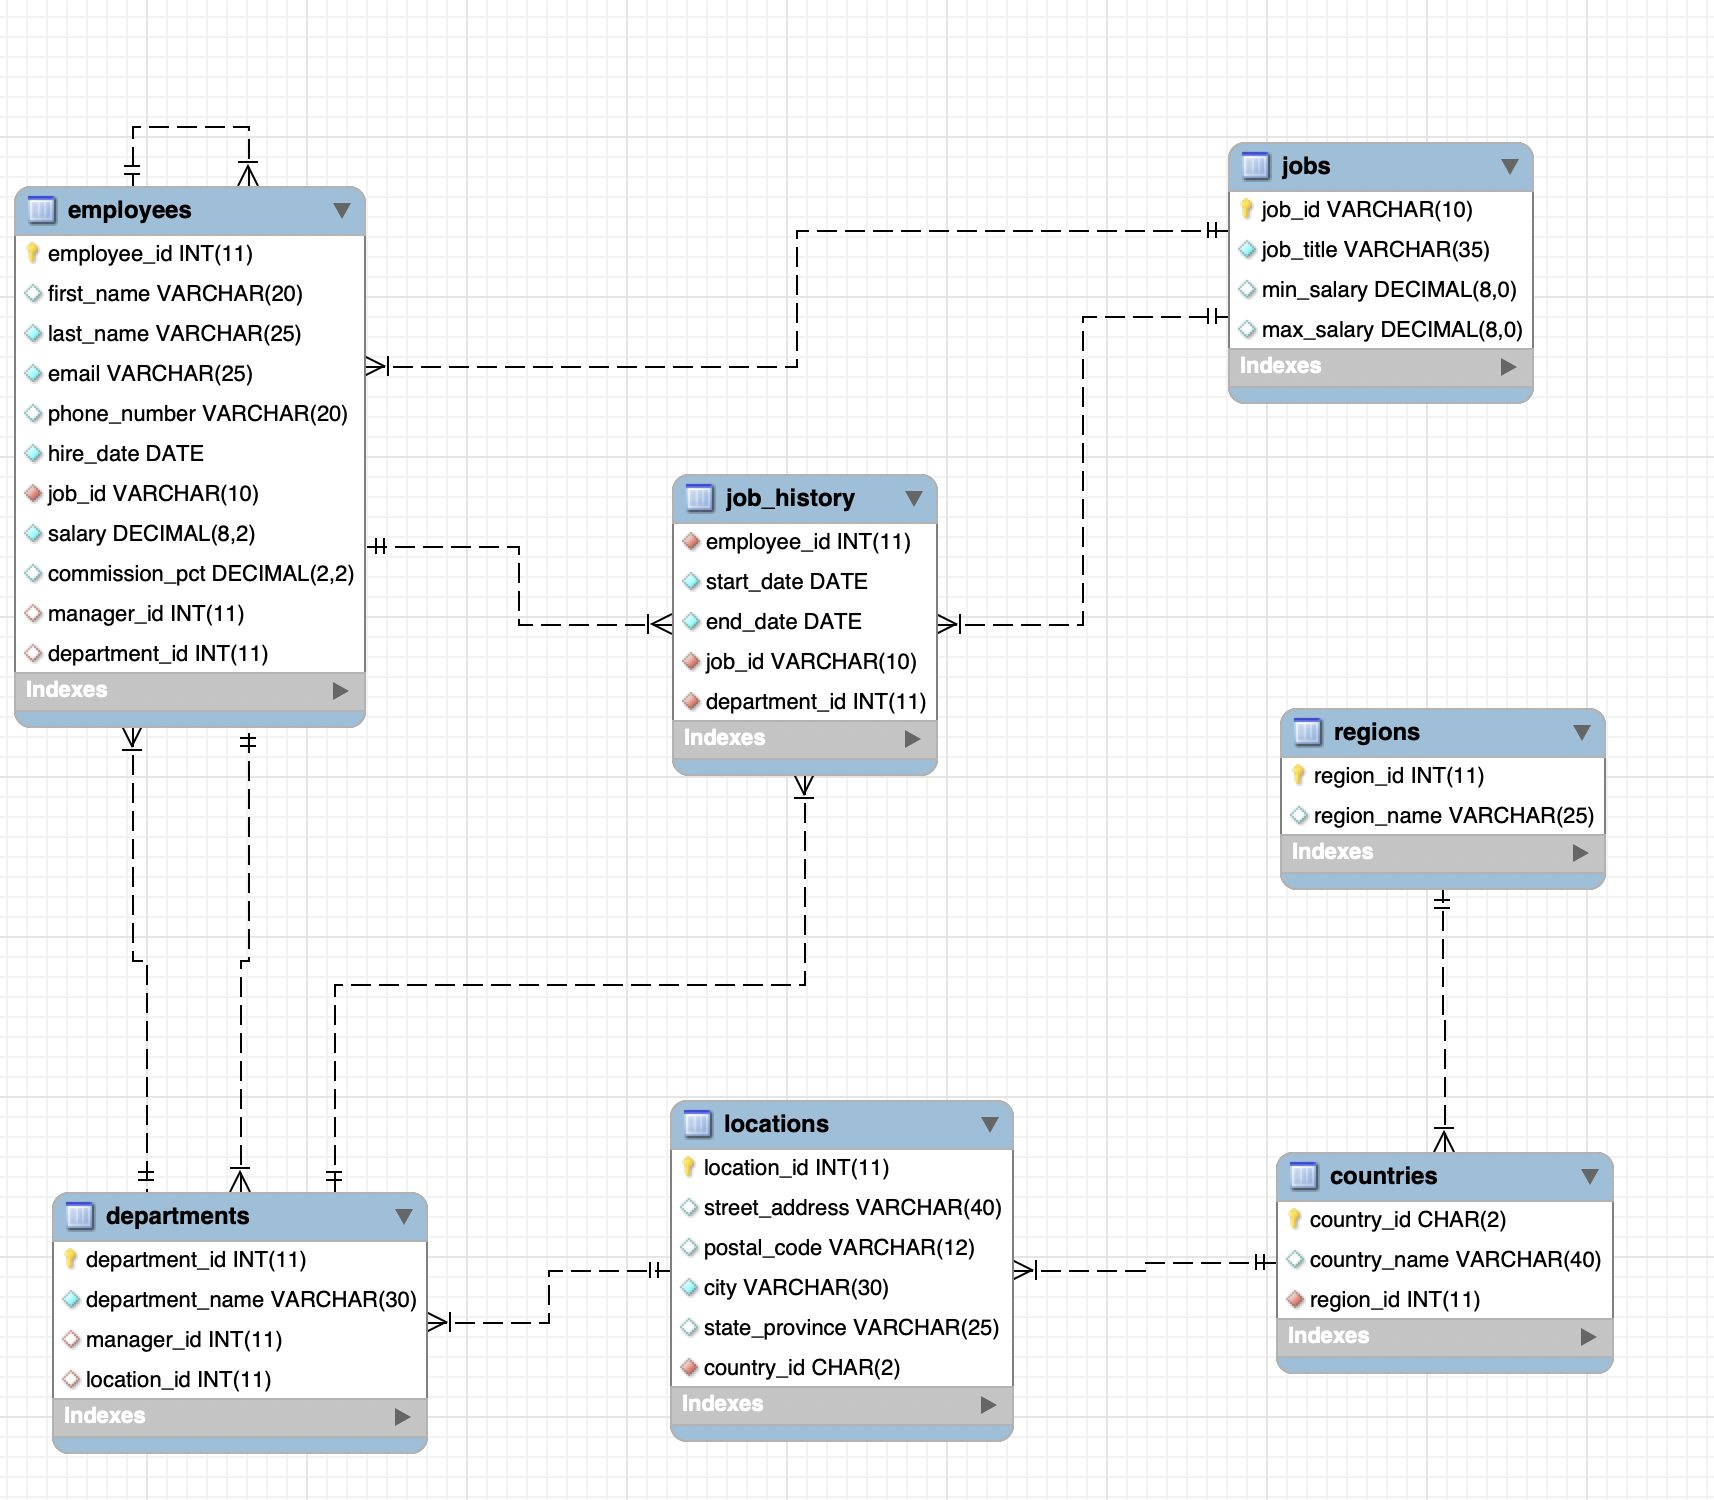 employees
employee_id INT(11)
first_name VARCHAR(20)
last_name VARCHAR(25)
email VARCHAR(25)
phone_number VARCHAR(20)
hire_date DATE
job_id VARCHAR(10)
salary DECIMAL(8,2)
commission_pct DECIMAL(2,2)
manager_id INT(11)
department_id INT(11)
Indexes
jobs
job_id VARCHAR(10)
job_title VARCHAR(35)
min_salary DECIMAL(8,0)
max_salary DECIMAL(8,0)
Indexes
job_history
employee_id INT(11)
start_date DATE
end_date DATE
job_id VARCHAR(10)
department_id INT(11)
Indexes
regions
region_id INT(11)
region_name VARCHAR(25)
Indexes
departments
department_id INT(11)
department_name VARCHAR(30)
manager_id INT(11)
location_id INT(11)
Indexes
locations
location_id INT(11)
street_address VARCHAR(40)
postal_code VARCHAR(12)
city VARCHAR(30)
state_province VARCHAR(25)
country_id CHAR(2)
Indexes
countries
country_id CHAR(2)
country_name VARCHAR(40)
region_id INT(11)
Indexes